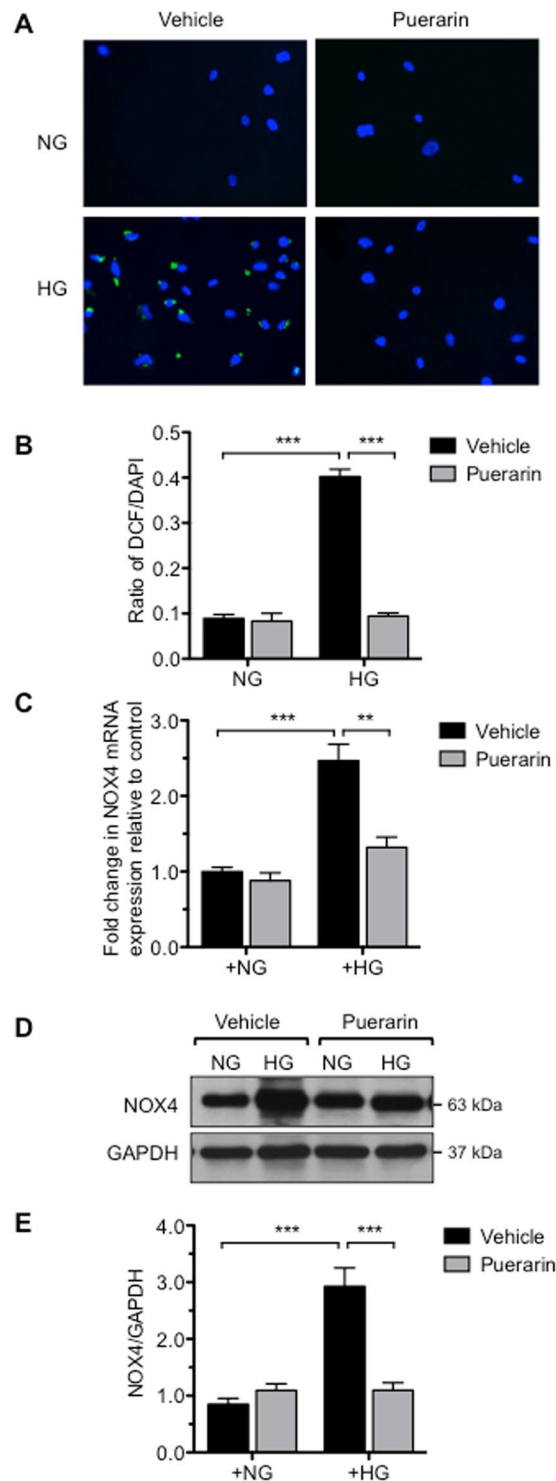 A
Vehicle
Puerarin
NG
HG
B
Ratio of DCF/DAPI
0.5
0.4
0.3
0.2
0.1
0.0
***
***
NG
HG
Vehicle
Puerarin
C
Fold change in NOX4 mRNA
expression relative to control
3.0
2.0
1.0
0.0
***
**
+NG
+HG
Vehicle
Puerarin
D
Vehicle
Puerarin
NG HG NG HG
NOX4
63 kDa
GAPDH
37 kDa
E
NOX4/GAPDH
4.0
3.0
2.0
1.0
0.0
***
***
+NG
+HG
Vehicle
Puerarin